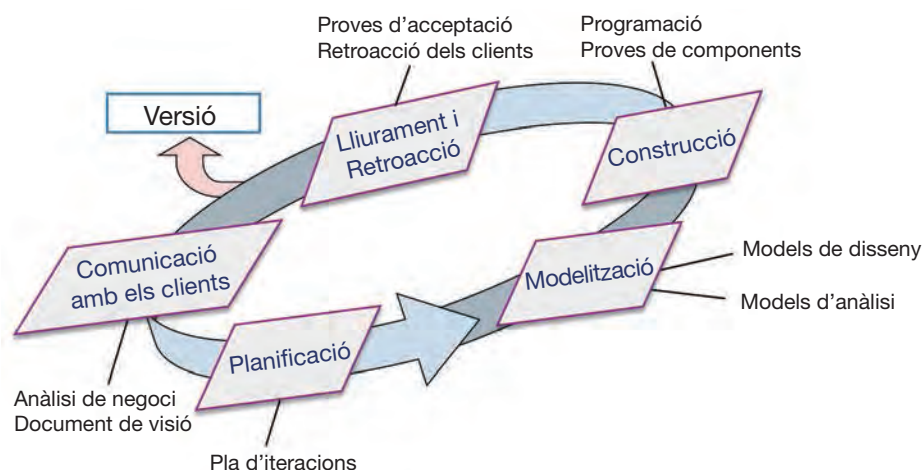 Proves d’acceptació
Retroacció dels clients
Programació
Proves de components
Versió
Lliurament i
Retroacció
Construcció
Comunicació
amb els clients
Modelització
Models de disseny
Models d’anàlisi
Planificació
Anàlisi de negoci
Document de visió
Pla d’iteracions